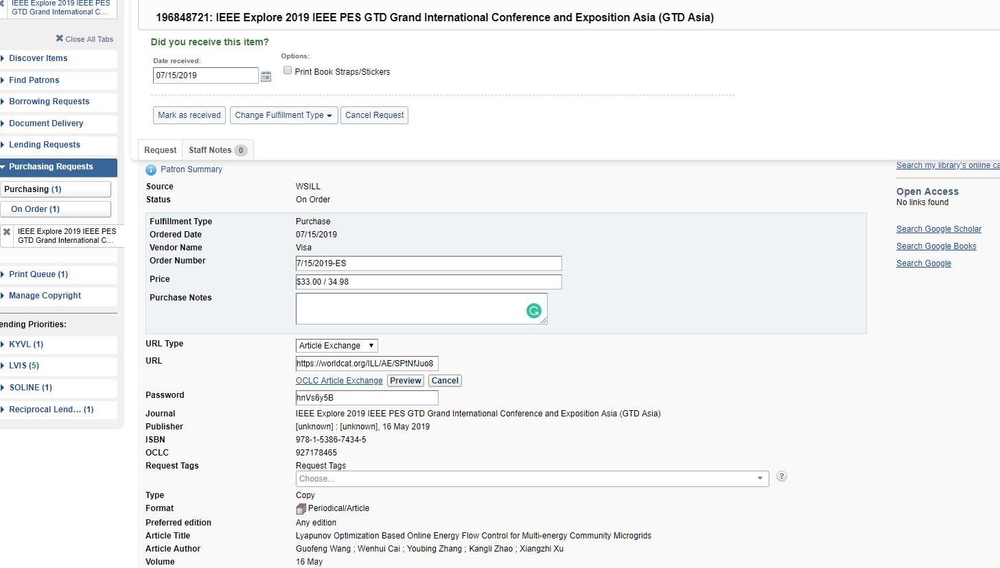 IEEE Explore 2019 IEEE PES
GTD Grand International C...
Close All Tabs
Discover Items
Find Patrons
Borrowing Requests
Document Delivery
Lending Requests
Purchasing Requests
Purchasing (1)
On Order (1)
IEEE Explore 2019 IEEE PES
GTD Grand International C...
Print Queue (1)
Manage Copyright
ending Priorities:
KYVL (1)
LVIS (5)
SOLINE (1)
Reciprocal Lend... (1)
196848721: IEEE Explore 2019 IEEE PES GTD Grand International Conference and Exposition Asia (GTD Asia)
Did you receive this item?
Date received:
07/15/2019
Options:
Print Book Straps/Stickers
Mark as received
Change Fulfillment Type
Cancel Request
Request
Staff Notes 0
Patron Summary
Source WSILL
Status On Order
Fulfillment Type Purchase
Ordered Date 07/15/2019
Vendor Name Visa
Order Number 7/15/2019-ES
Price $33.00 / 34.98
Purchase Notes
URL Type Article Exchange
URL https://worldcat.org/ILL/AE/SPtNfJuo8
OCLC Article Exchange Preview Cancel
Password hnVs6y5B
Journal IEEE Explore 2019 IEEE PES GTD Grand International Conference and Exposition Asia (GTD Asia)
Publisher [unknown] : [unknown], 16 May 2019
ISBN 978-1-5386-7434-5
OCLC 927178465
Request Tags Request Tags
Choose...
?
Type Copy
Format Periodical/Article
Preferred edition Any edition
Article Title Lyapunov Optimization Based Online Energy Flow Control for Multi-energy Community Microgrids
Article Author Guofeng Wang ; Wenhui Cai ; Youbing Zhang ; Kangli Zhao ; Xiangzhi Xu
Volume 16 May
Search my library's online ca
Open Access
No links found
Search Google Scholar
Search Google Books
Search Google